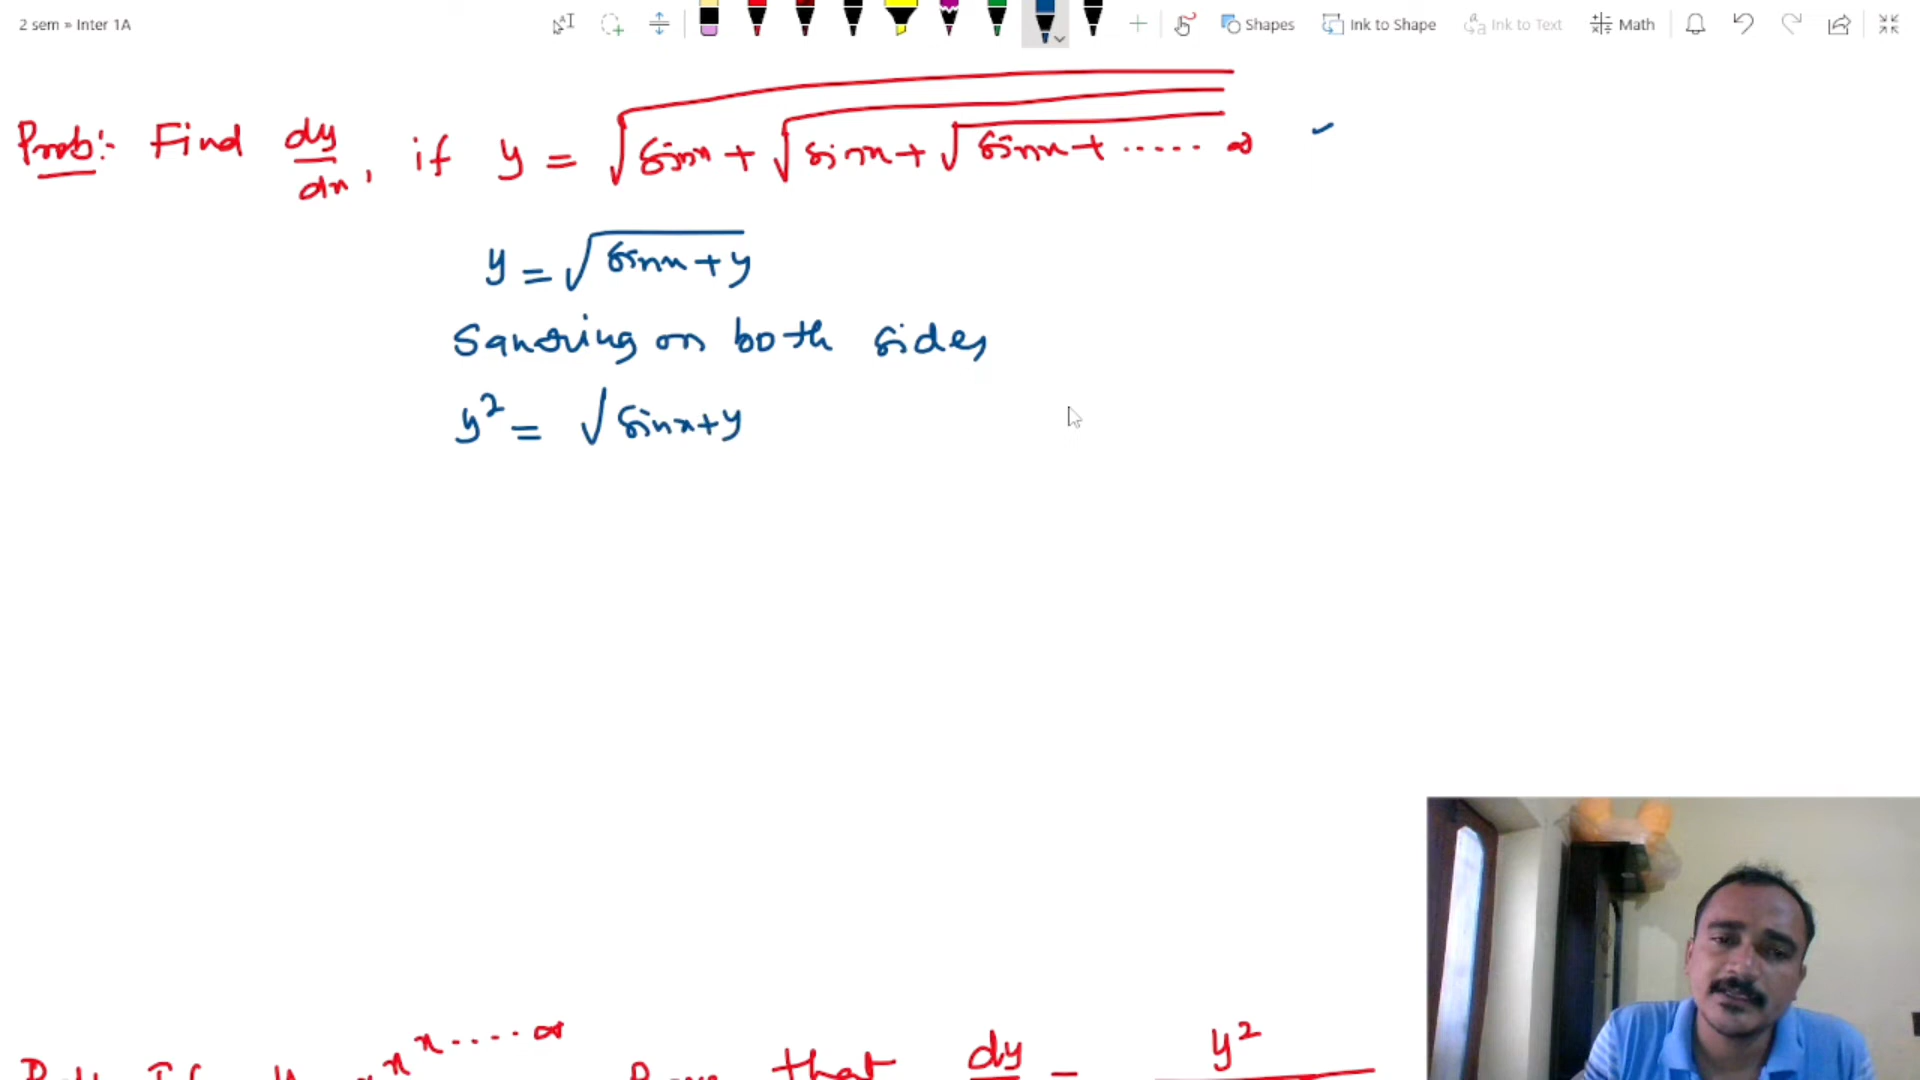 2 sem » Inter 1A
Shapes Ink to Shape Ink to Text Math
Prob:- Find dy/dx, if y = √(sinx + √(sinx + √(sinx + ..... ∞
y = √(sinx + y)
on both sides
y² = √sinx+y
x^x....∞ that dy = y²